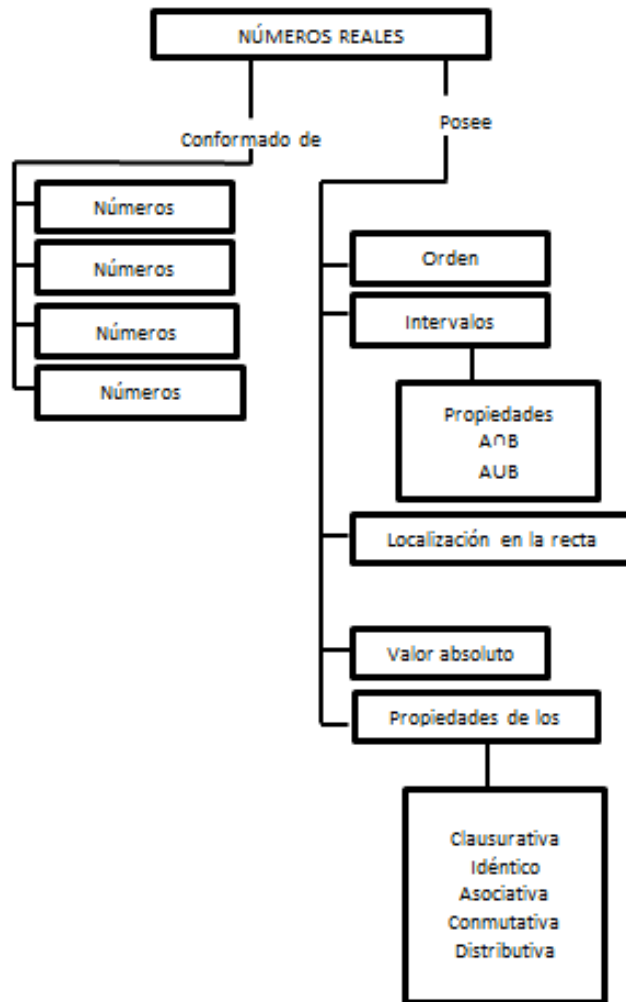 NÚMEROS REALES
Conformado de
Posee
Números
Números
Números
Números
Orden
Intervalos
Propiedades
A∩B
AUB
Localización en la recta
Valor absoluto
Propiedades de los
Clausurativa
Idéntico
Asociativa
Conmutativa
Distributiva